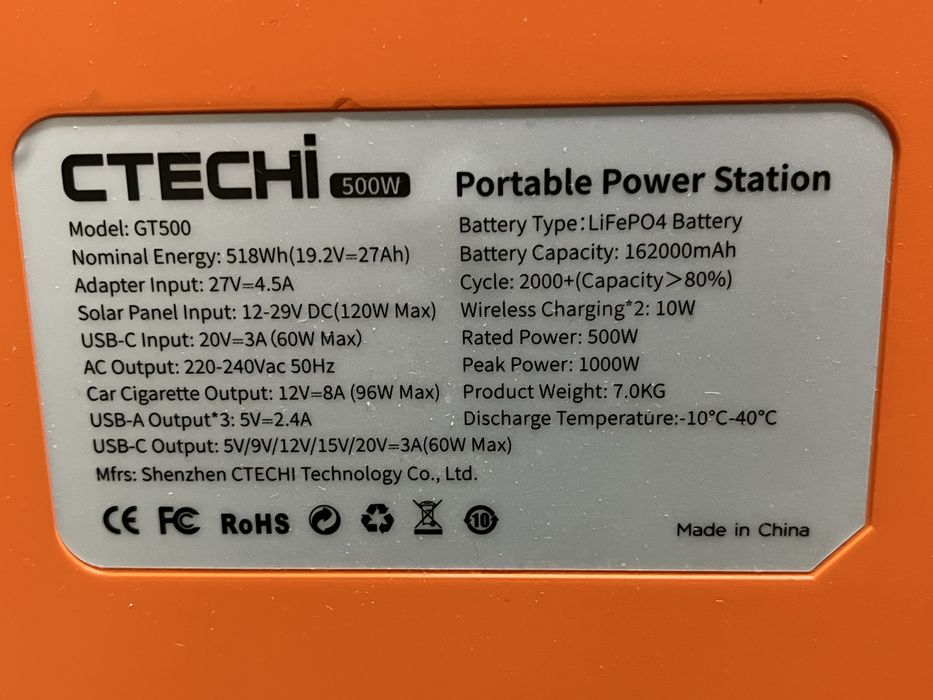 CTECHi 500W
Portable Power Station
Model: GT500
Nominal Energy: 518Wh(19.2V=27Ah)
Adapter Input: 27V=4.5A
Solar Panel Input: 12-29V DC(120W Max)
USB-C Input: 20V=3A(60W Max)
AC Output: 220-240Vac 50Hz
Car Cigarette Output: 12V=8A (96W Max)
USB-A Output*3: 5V=2.4A
USB-C Output: 5V/9V/12V/15V/20V=3A(60W Max)
Mfrs: Shenzhen CTECHI Technology Co., Ltd.
Battery Type:LiFePO4 Battery
Battery Capacity: 162000mAh
Cycle: 2000+(Capacity>80%)
Wireless Charging*2: 10W
Rated Power: 500W
Peak Power: 1000W
Product Weight: 7.0KG
Discharge Temperature:-10°C-40°C
CE FC RoHS 10
Made in China